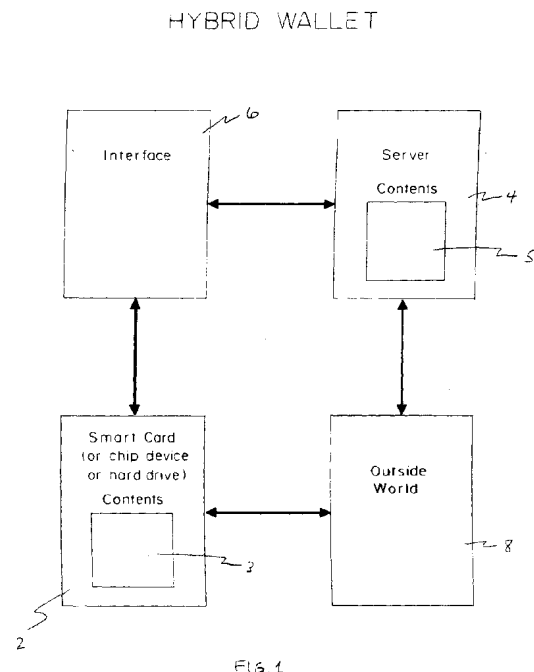 HYBRID WALLET
6
Interface
Server
Contents
4
5
Smart Card
(or chip device
or hard drive)
Contents
3
2
Outside
World
8
FIG. 1